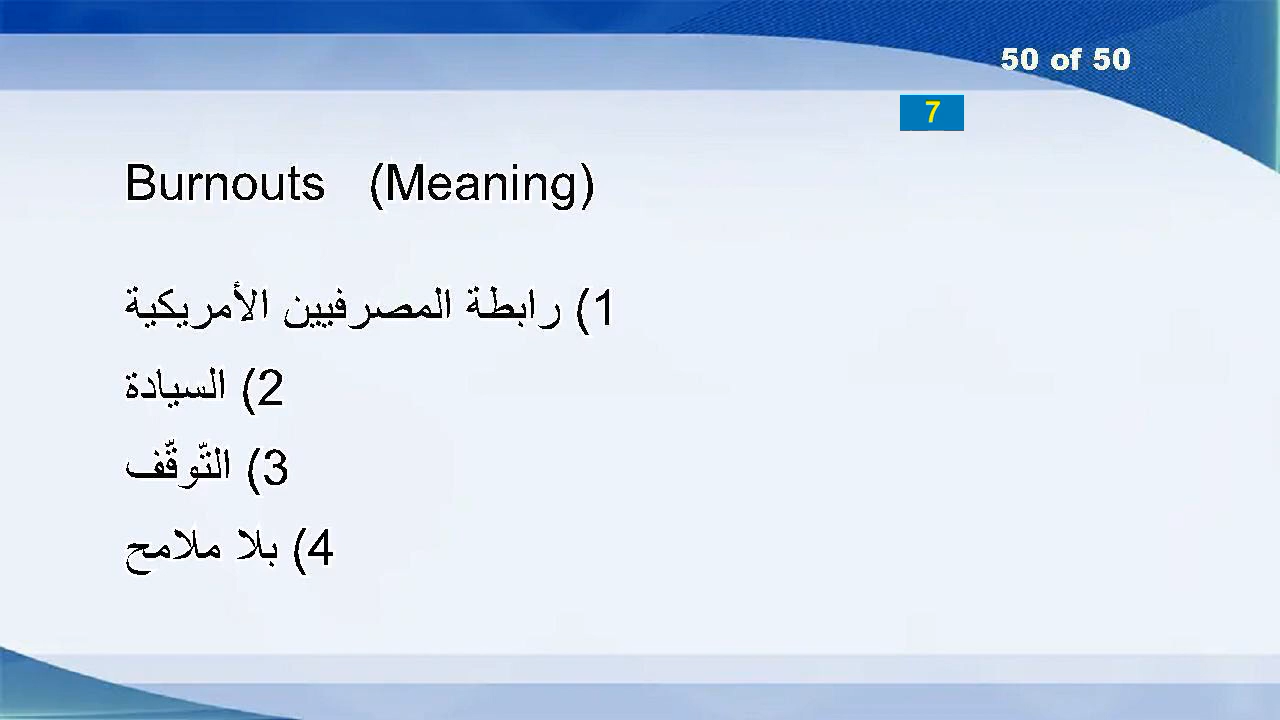 50 of 50
7
Burnouts (Meaning)
1) رابطة المصرفيين الأمريكية
2) السيادة
3) التّوقّف
4) بلا ملامح